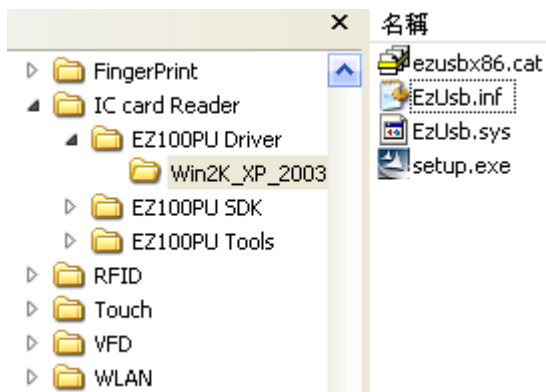 FingerPrint
IC card Reader
EZ100PU Driver
Win2K_XP_2003
EZ100PU SDK
EZ100PU Tools
RFID
Touch
VFD
WLAN
名稱
ezusbx86.cat
EzUsb.inf
EzUsb.sys
setup.exe